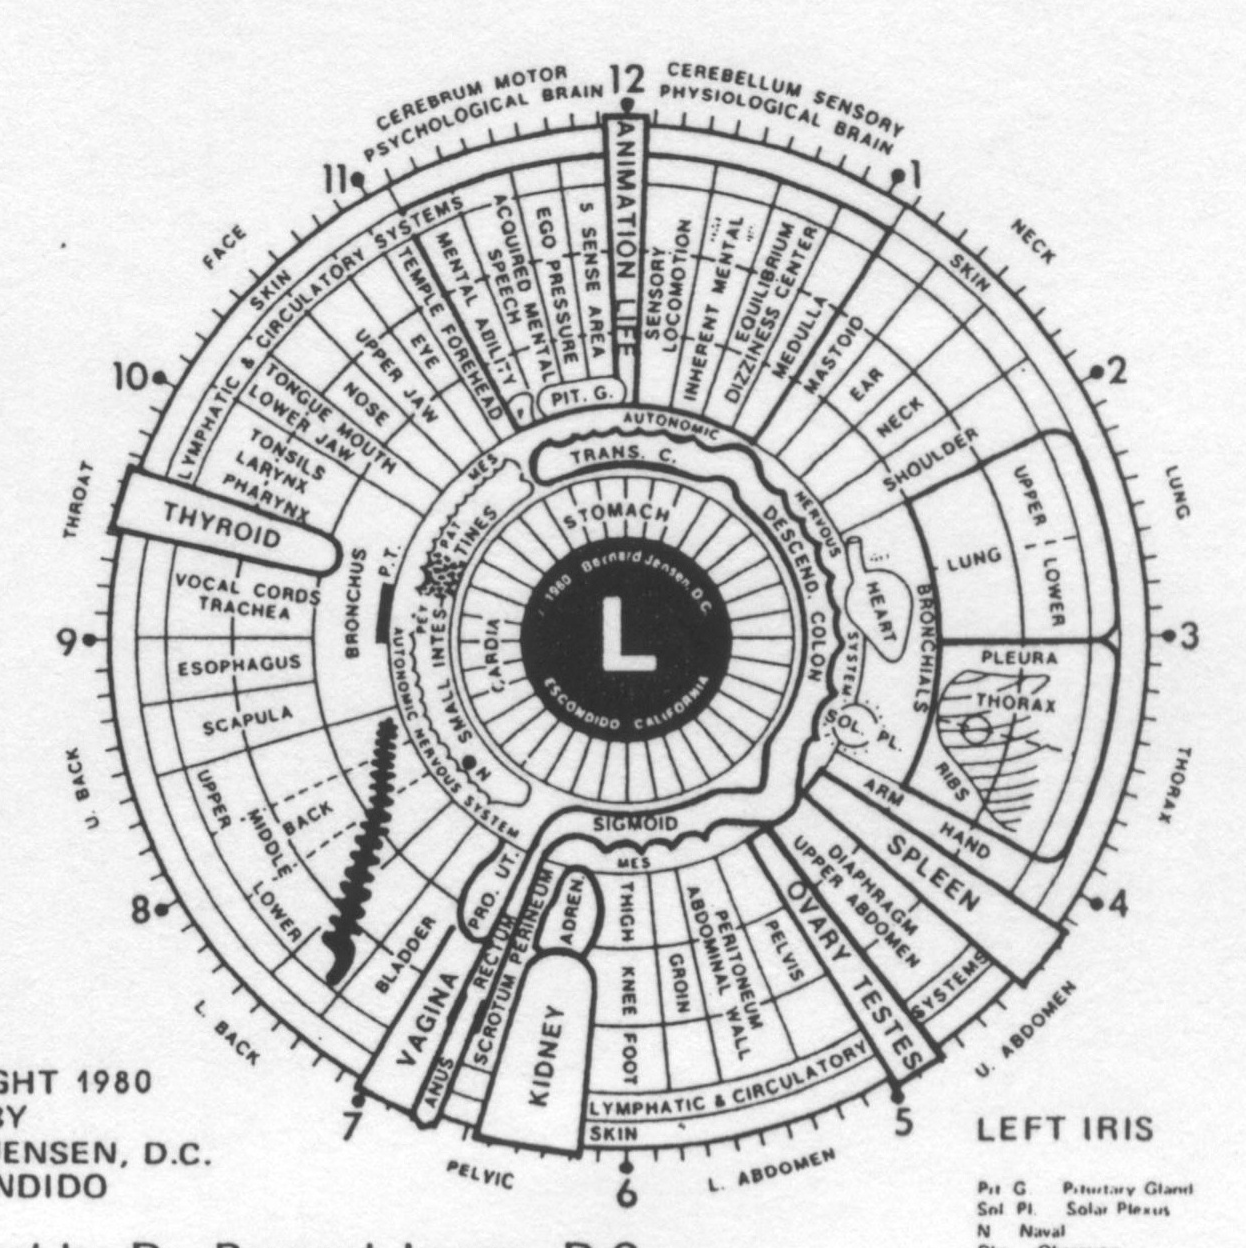 12
CEREBRUM MOTOR
PSYCHOLOGICAL BRAIN
CEREBELLUM SENSORY
PHYSIOLOGICAL BRAIN
11
1
FACE
NECK
10
2
THROAT
LUNG
9
3
U. BACK
THORAX
8
4
L. BACK
U. ABDOMEN
7
5
PELVIC
6
L. ABDOMEN
SKIN
LYMPHATIC & CIRCULATORY SYSTEMS
SKIN
ANIMATION LIFE
5 SENSE AREA
EGO PRESSURE
ACQUIRED MENTAL
SPEECH
MENTAL ABILITY
TEMPLE FOREHEAD
EYE
UPPER JAW
NOSE
TONGUE MOUTH
LOWER JAW
TONSILS
LARYNX
PHARYNX
THYROID
VOCAL CORDS
TRACHEA
ESOPHAGUS
SCAPULA
UPPER
MIDDLE
LOWER
BACK
BLADDER
VAGINA
PRO. UT.
RECTUM
ANUS
SCROTUM PERINEUM
ADREN.
KIDNEY
THIGH
KNEE
FOOT
GROIN
ABDOMINAL WALL
PERITONEUM
PELVIS
OVARY TESTES
UPPER ABDOMEN
DIAPHRAGM
SPLEEN
HAND
ARM
RIBS
THORAX
PLEURA
LUNG
UPPER
LOWER
BRONCHIALS
SHOULDER
NECK
EAR
MASTOID
MEDULLA
DIZZINESS CENTER
EQUILIBRIUM
INHERENT MENTAL
LOCOMOTION
SENSORY
PIT. G.
P
AUTONOMIC
NERVOUS
SYSTEM
TRANS. C.
DESCEND. COLON
SIGMOID
MES
HEART
SOL. PL.
STOMACH
CARDIA
MES
PAT
PEY
SMALL INTESTINES
N
P.T.
BRONCHUS
AUTONOMIC NERVOUS SYSTEM
1980 Bernard Jensen, D.C.
L
ESCONDIDO CALIFORNIA
LYMPHATIC & CIRCULATORY SYSTEMS
SKIN
GHT 1980
BY
JENSEN, D.C.
NDIDO
LEFT IRIS
Pit G. Pituitary Gland
Sol Pl. Solar Plexus
N Naval